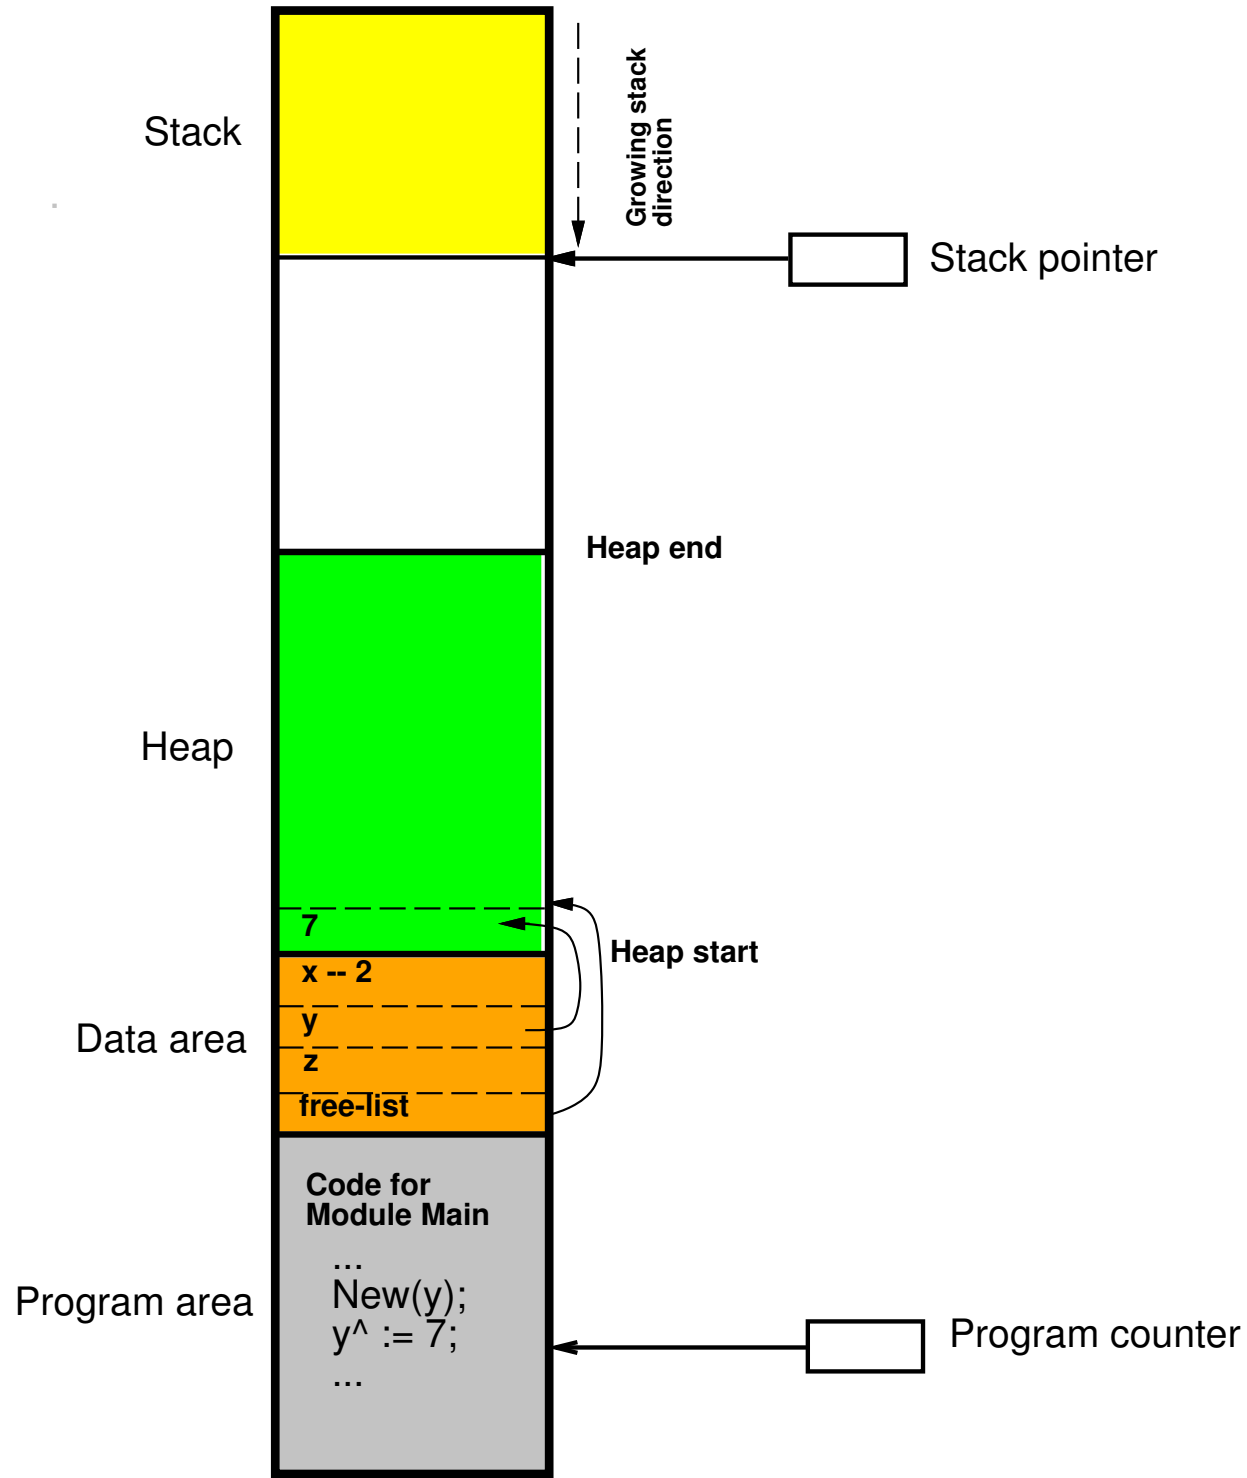 Growing stack
direction
Stack
Stack pointer
Heap end
Heap
7
Heap start
x -- 2
y
Data area
z
free-list
Code for
Module Main
...
New(y);
Program area
y^ := 7;
Program counter
...